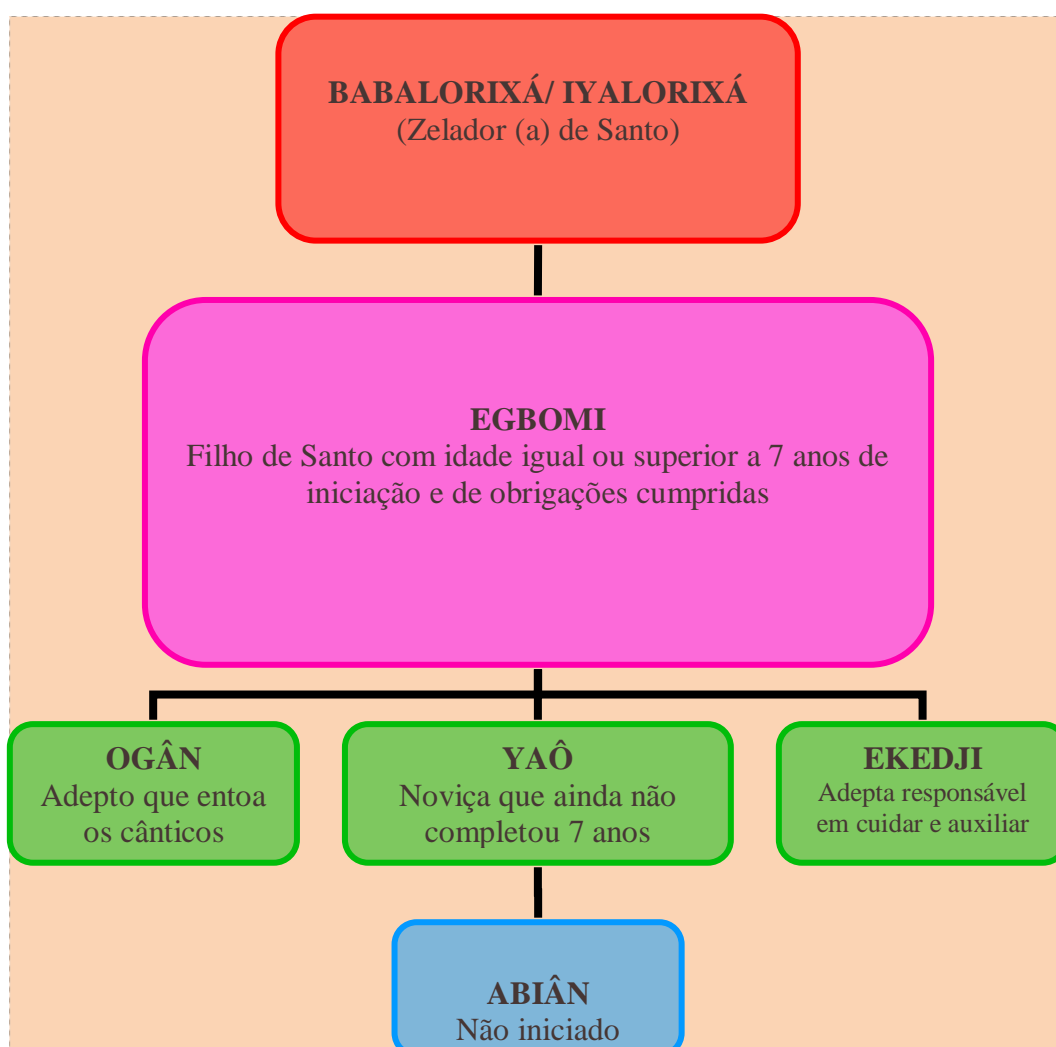 BABALORIXÁ/ IYALORIXÁ
(Zelador (a) de Santo)
EGBOMI
Filho de Santo com idade igual ou superior a 7 anos de
iniciação e de obrigações cumpridas
OGÂN
Adepto que entoa
os cânticos
YAÔ
Noviça que ainda não
completou 7 anos
EKEDJI
Adepta responsável
em cuidar e auxiliar
ABIÂN
Não iniciado